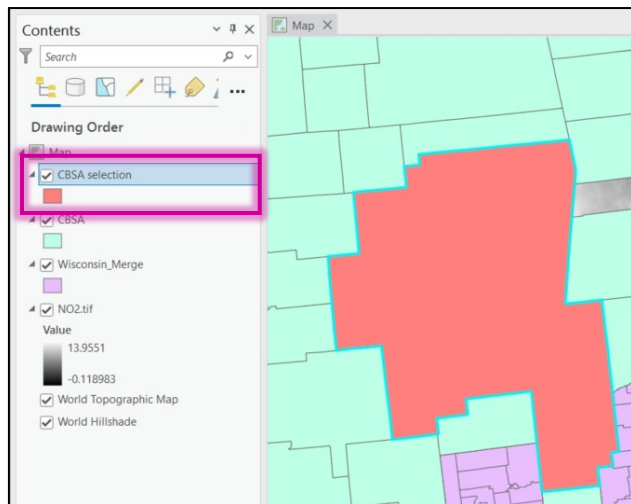 Contents
Map
Search
Drawing Order
Map
CBSA selection
CBSA
Wisconsin_Merge
NO2.tif
Value
13.9551
-0.118983
World Topographic Map
World Hillshade